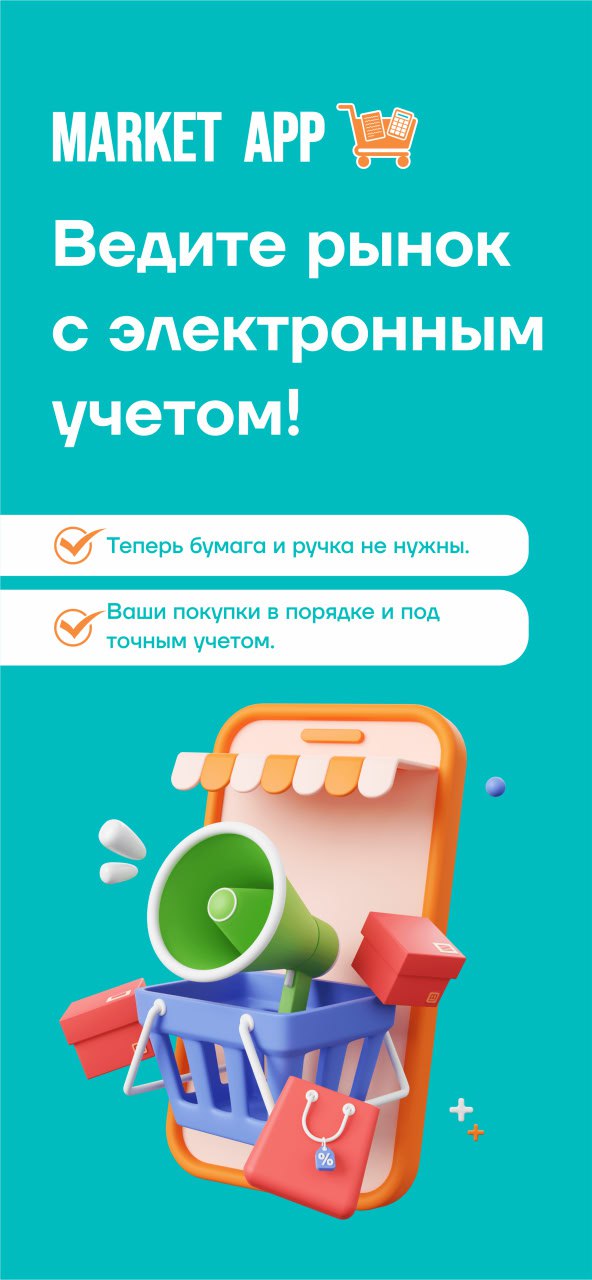 MARKET APP
Ведите рынок
с электронным
учетом!
Теперь бумага и ручка не нужны.
Ваши покупки в порядке и под
точным учетом.
%